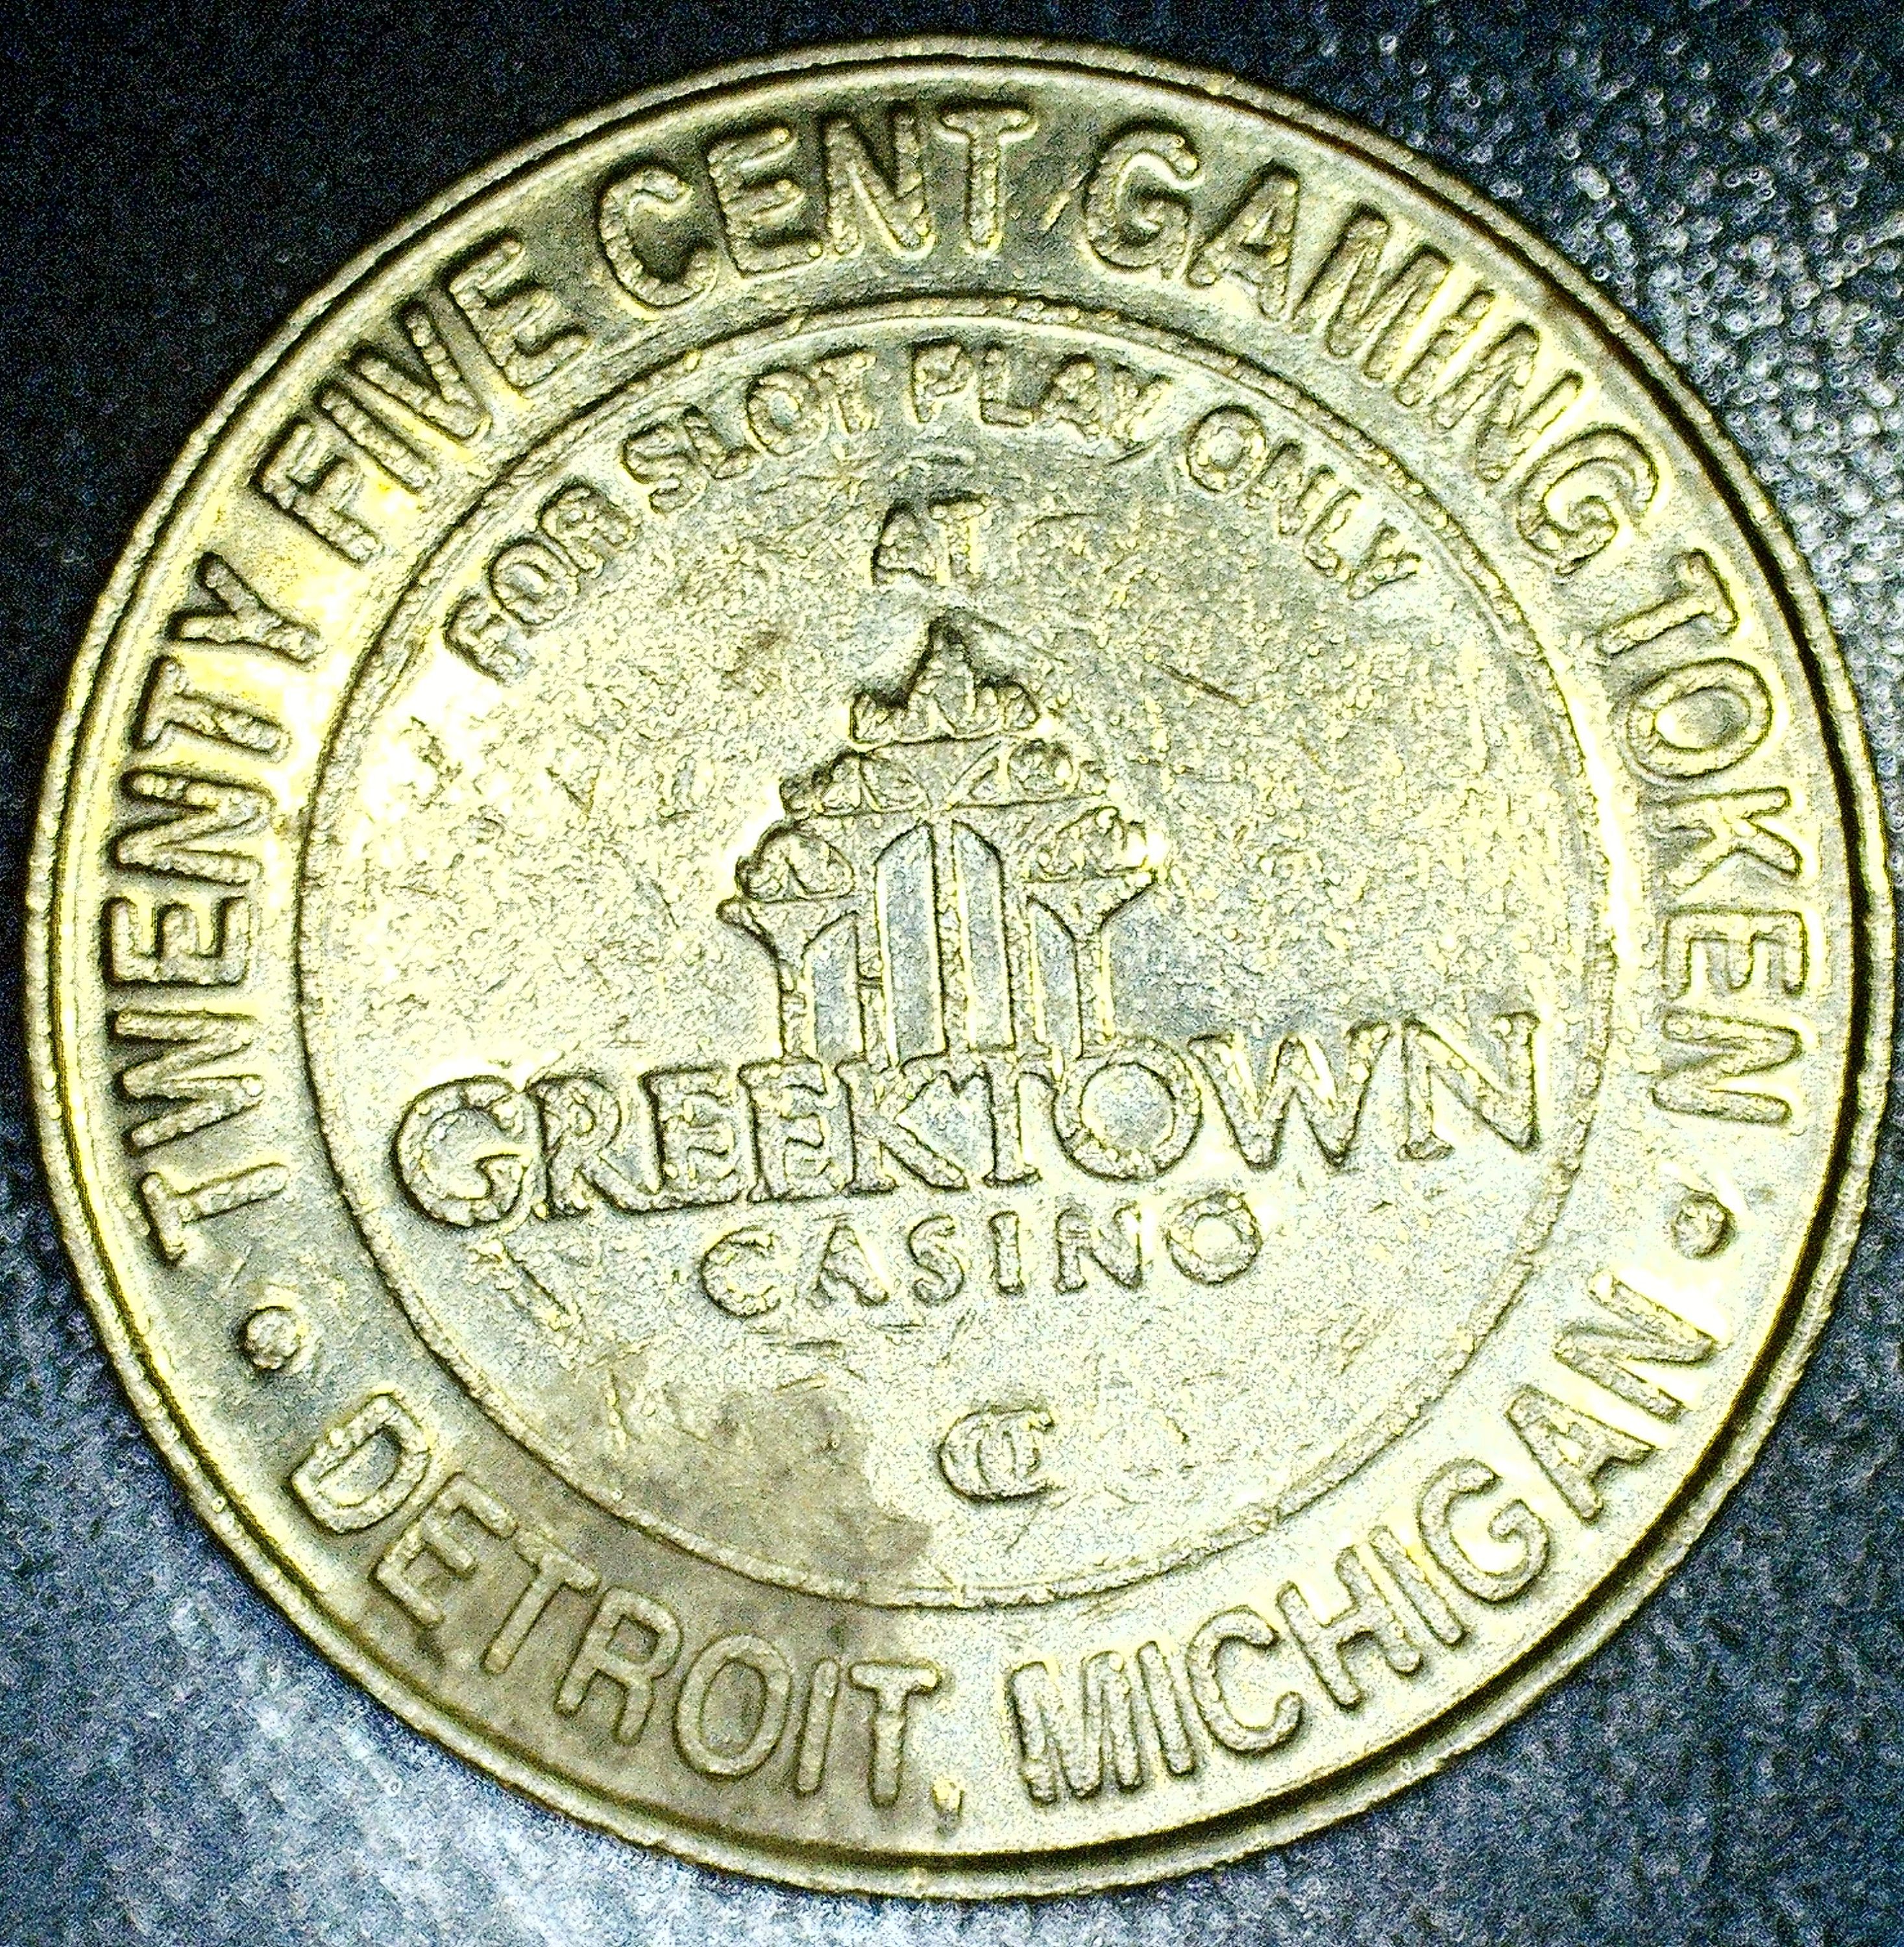 TWENTY FIVE CENT GAMING TOKEN
FOR SLOT PLAY ONLY
AT
GREEKTOWN
CASINO
• DETROIT, MICHIGAN •